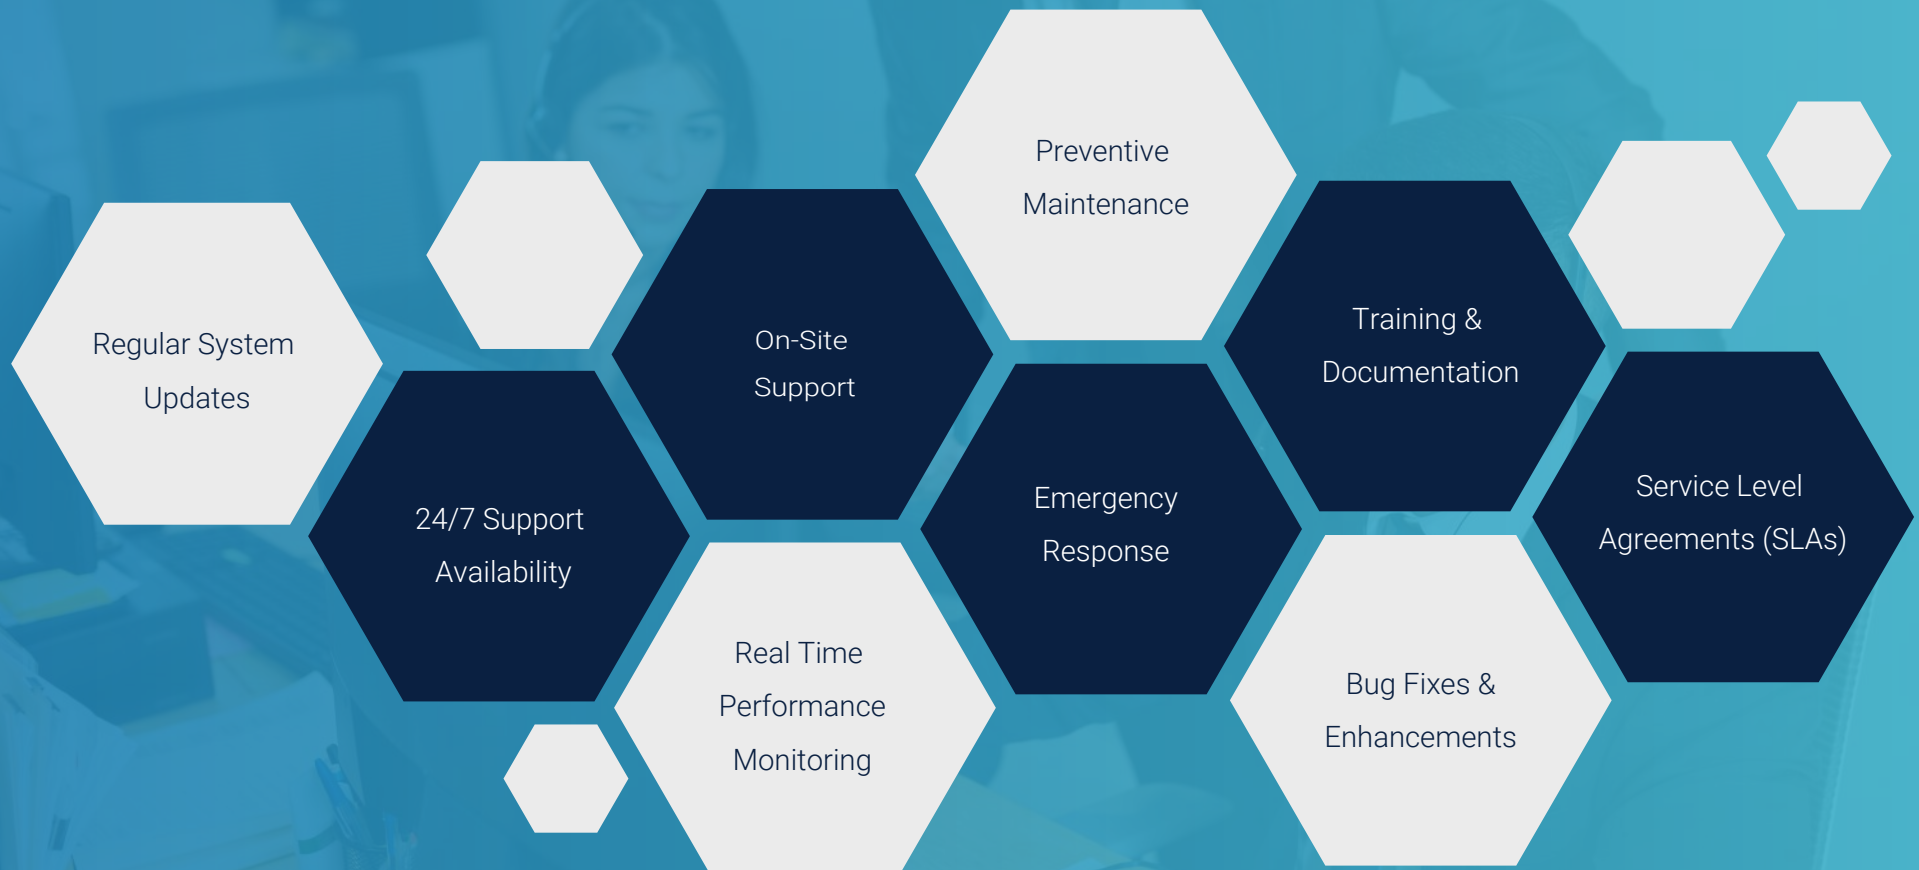 Regular System
Updates
24/7 Support
Availability
On-Site
Support
Real Time
Performance
Monitoring
Preventive
Maintenance
Emergency
Response
Training &
Documentation
Bug Fixes &
Enhancements
Service Level
Agreements (SLAs)